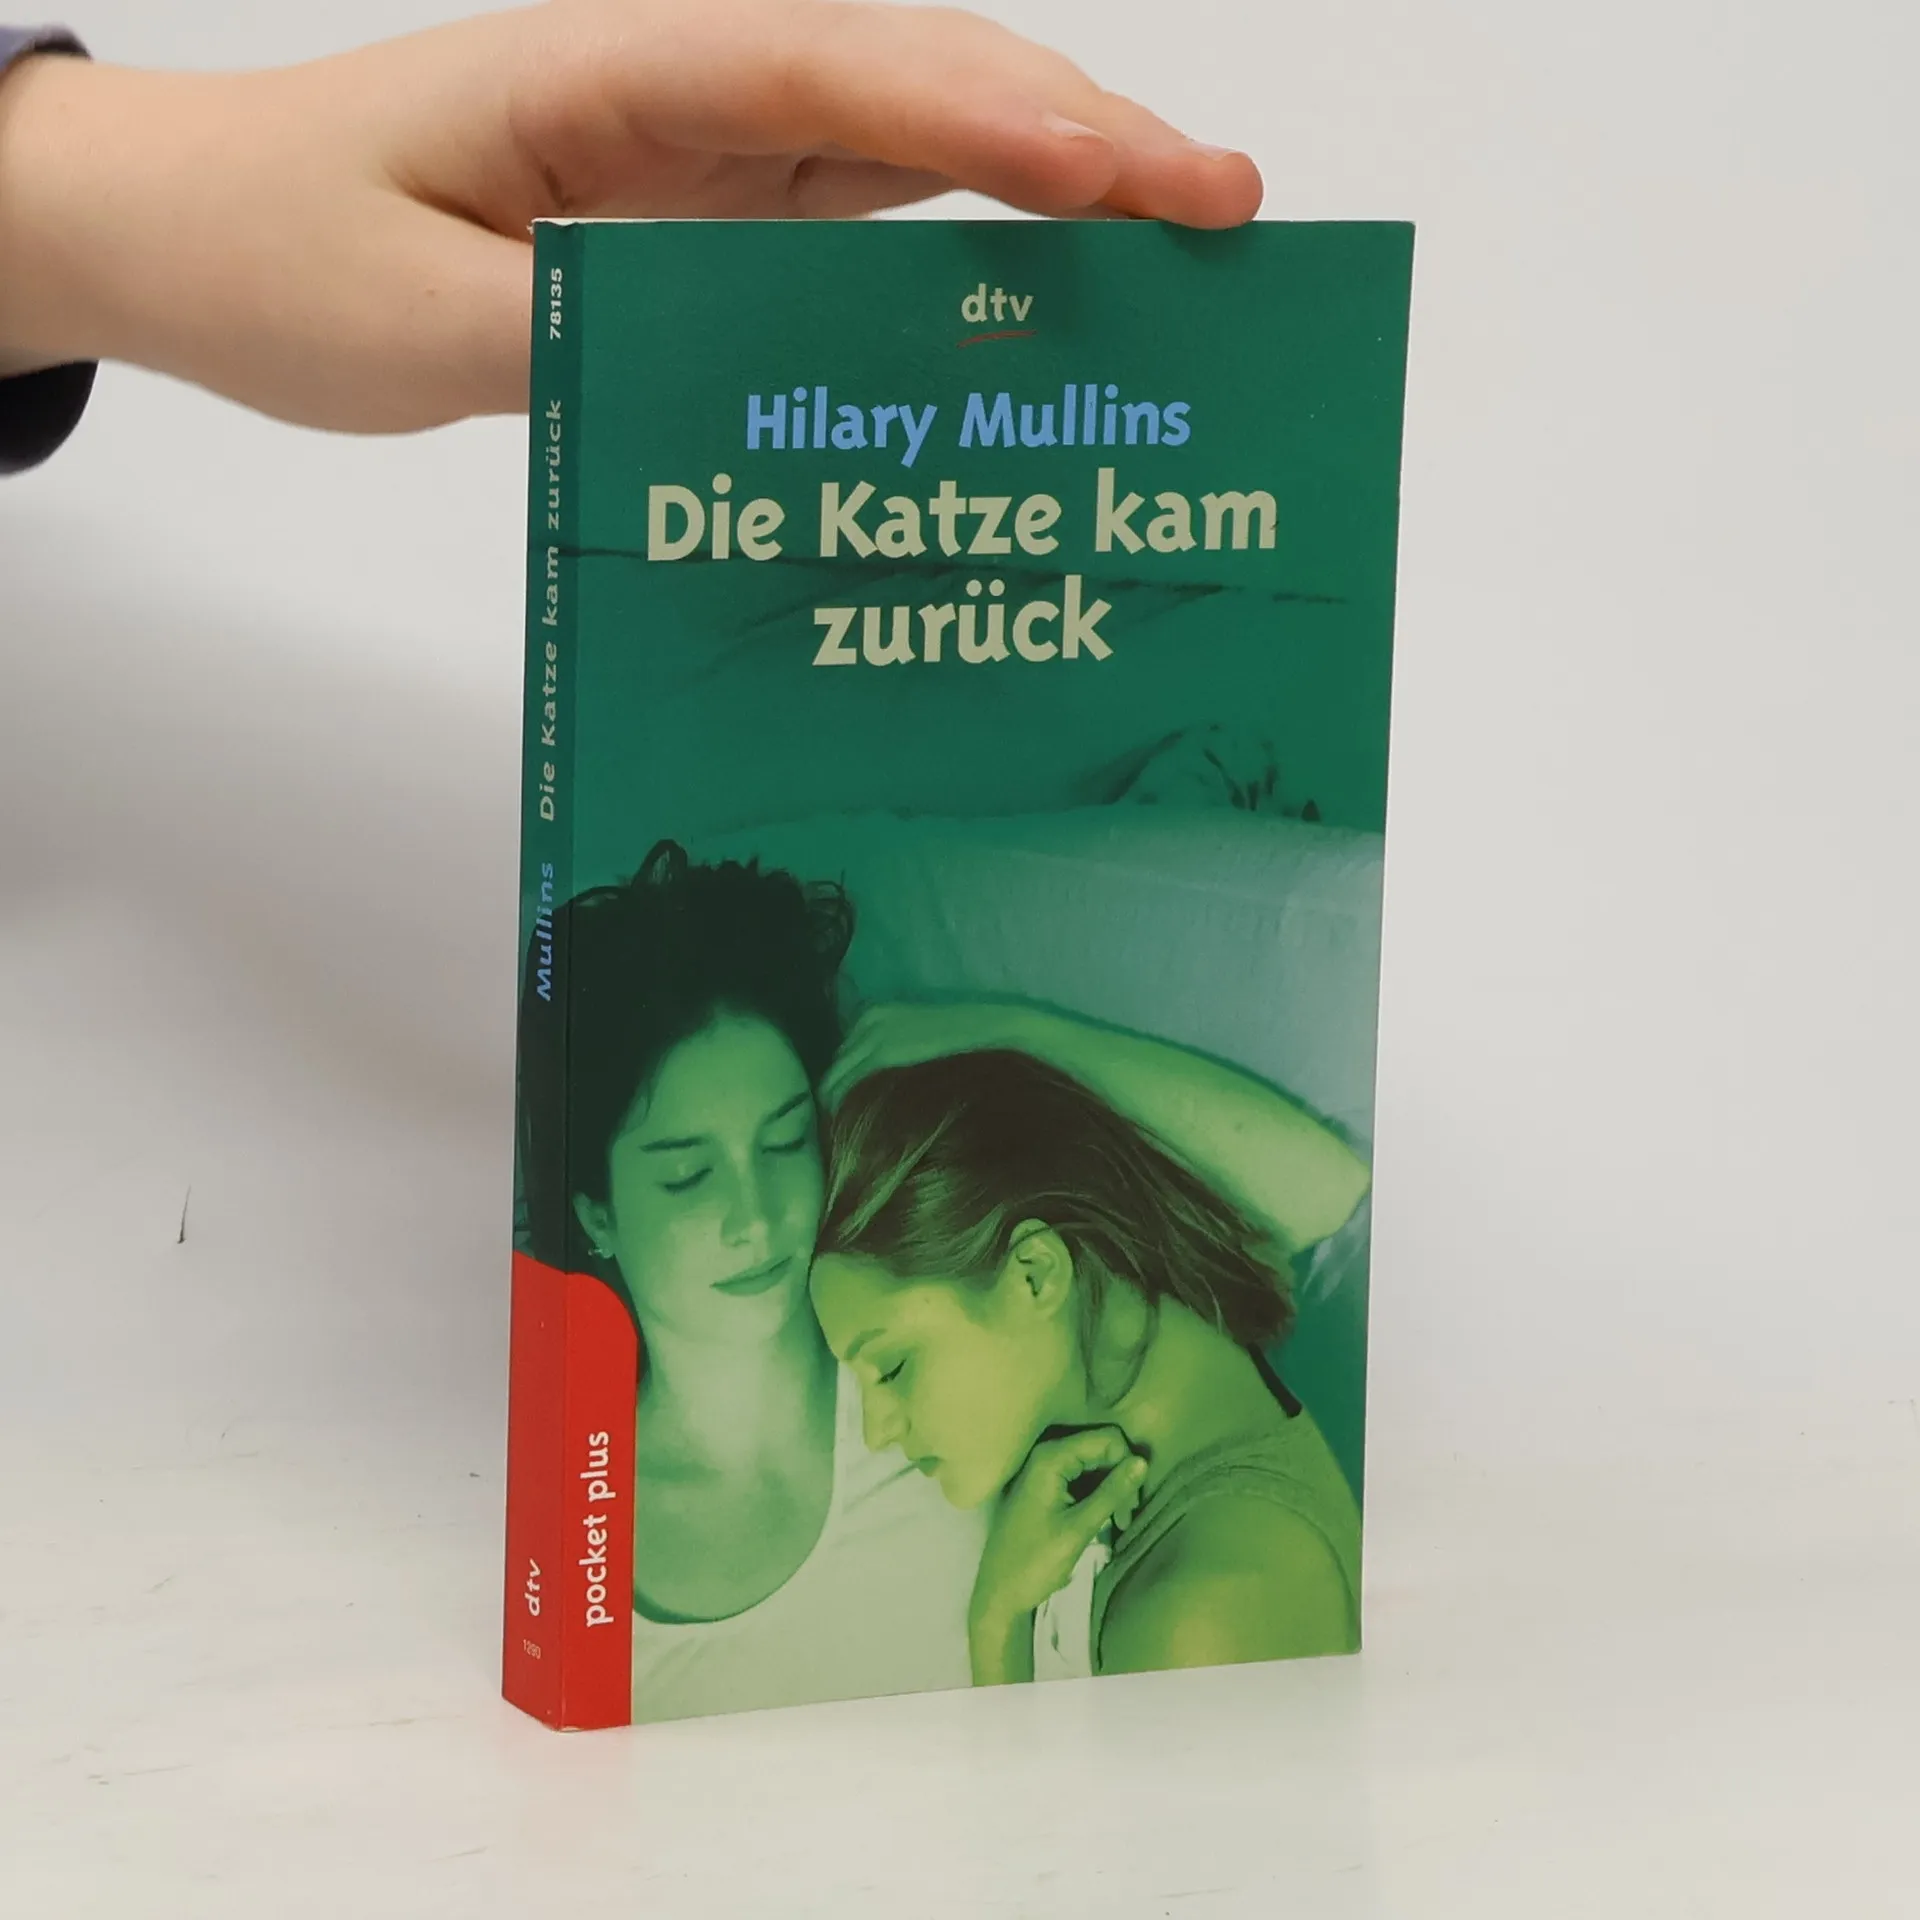 dtv
Hilary Mullins
Die Katze kam
zurück
pocket plus
Mullins Die Katze kam zurück 78135
dtv
1290